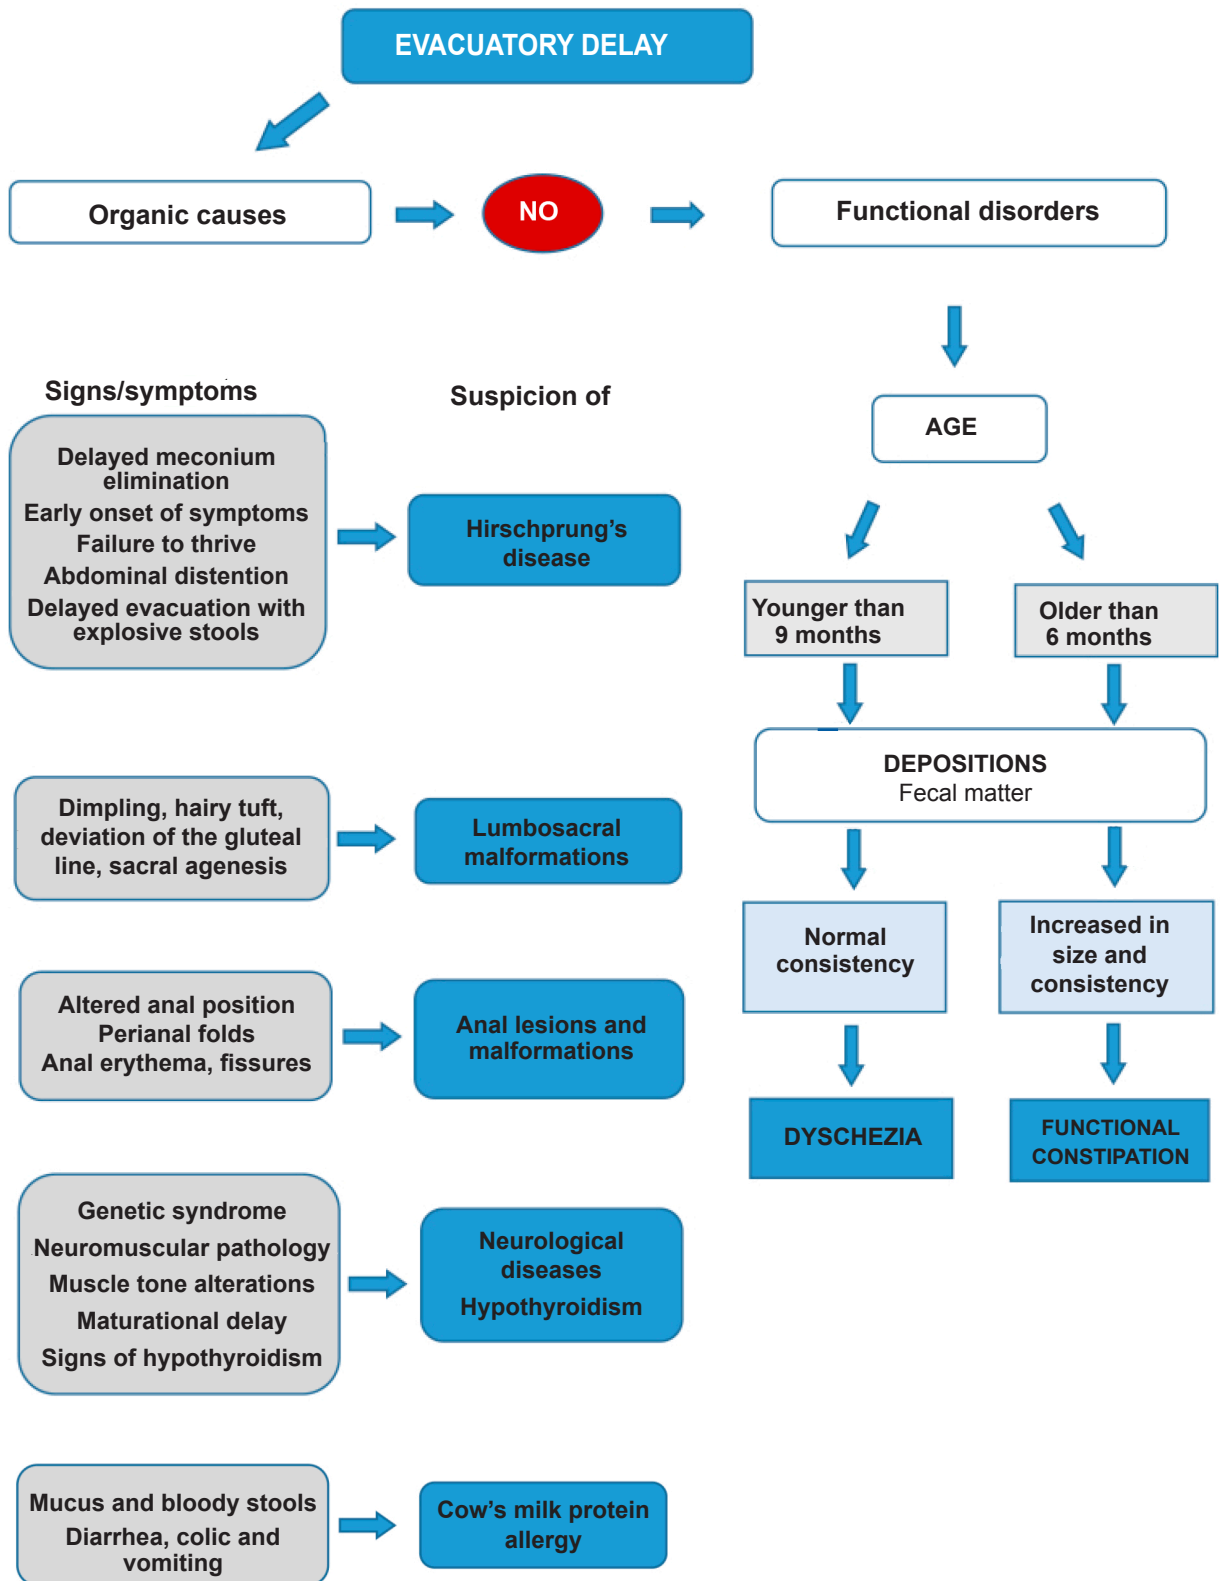 EVACUATORY DELAY
Organic causes
NO
Functional disorders
Signs/symptoms
Suspicion of
Delayed meconium
elimination
Early onset of symptoms
Failure to thrive
Abdominal distention
Delayed evacuation with
explosive stools
Hirschprung's
disease
Dimpling, hairy tuft,
deviation of the gluteal
line, sacral agenesis
Lumbosacral
malformations
Altered anal position
Perianal folds
Anal erythema, fissures
Anal lesions and
malformations
Genetic syndrome
Neuromuscular pathology
Muscle tone alterations
Maturational delay
Signs of hypothyroidism
Neurological
diseases
Hypothyroidism
Mucus and bloody stools
Diarrhea, colic and
vomiting
Cow's milk protein
allergy
AGE
Younger than
9 months
Older than
6 months
DEPOSITIONS
Fecal matter
Normal
consistency
Increased in
size and
consistency
DYSCHEZIA
FUNCTIONAL
CONSTIPATION